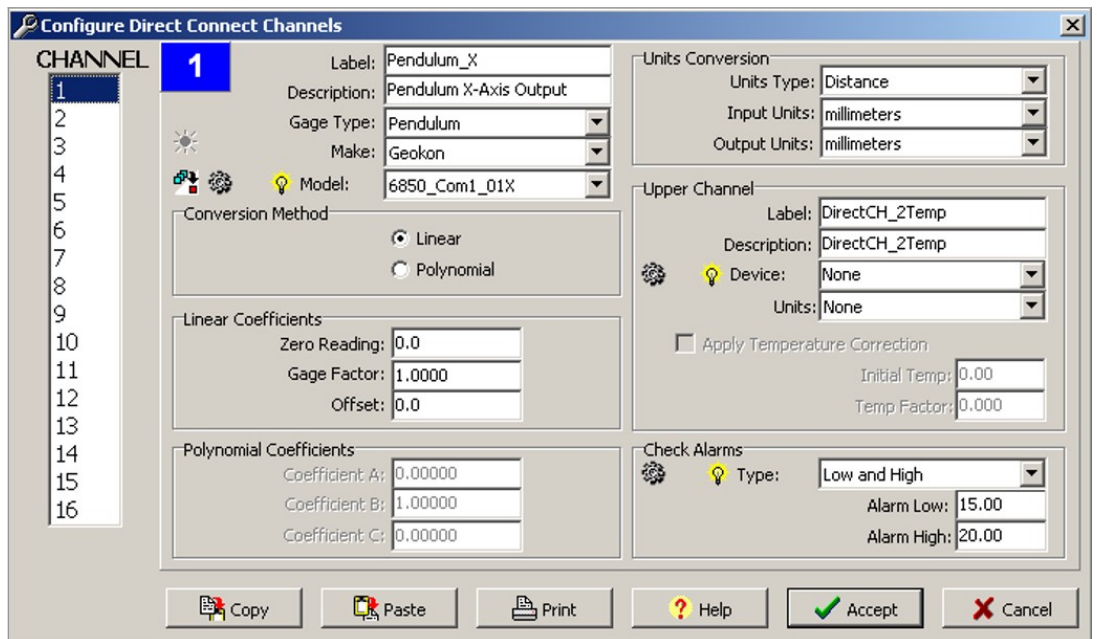 Configure Direct Connect Channels
CHANNEL
1
2
3
4
5
6
7
8
9
10
11
12
13
14
15
16
1
Label: Pendulum_X
Description: Pendulum X-Axis Output
Gage Type: Pendulum
Make: Geokon
Model: 6850_Com1_01X
Conversion Method
Linear
Polynomial
Linear Coefficients
Zero Reading: 0.0
Gage Factor: 1.0000
Offset: 0.0
Polynomial Coefficients
Coefficient A: 0.00000
Coefficient B: 1.00000
Coefficient C: 0.00000
Units Conversion
Units Type: Distance
Input Units: millimeters
Output Units: millimeters
Upper Channel
Label: DirectCH_2Temp
Description: DirectCH_2Temp
Device: None
Units: None
Apply Temperature Correction
Initial Temp: 0.00
Temp Factor: 0.000
Check Alarms
Type: Low and High
Alarm Low: 15.00
Alarm High: 20.00
Copy
Paste
Print
? Help
Accept
Cancel